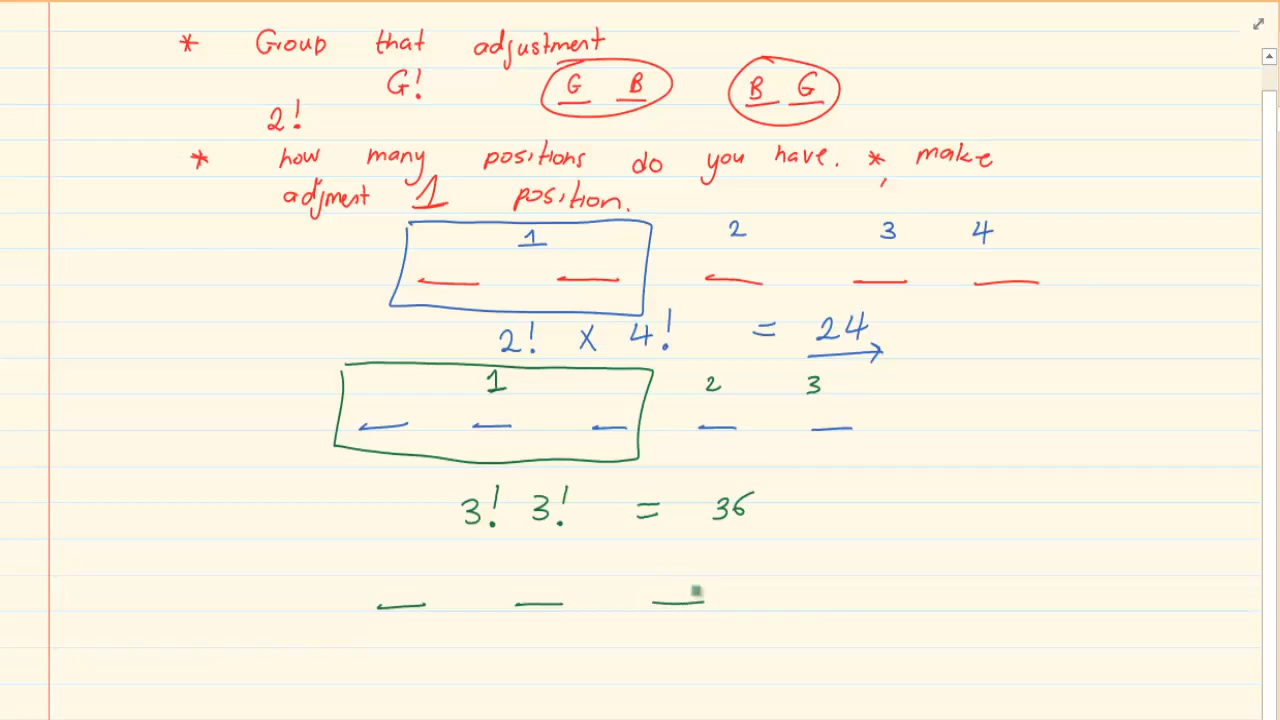 * Group that adjustment
G! G B B G
2!
* how many positions do you have. * make
adjment 1 position.
1 2 3 4
2! X 4! = 24
1 2 3
3! 3! = 36